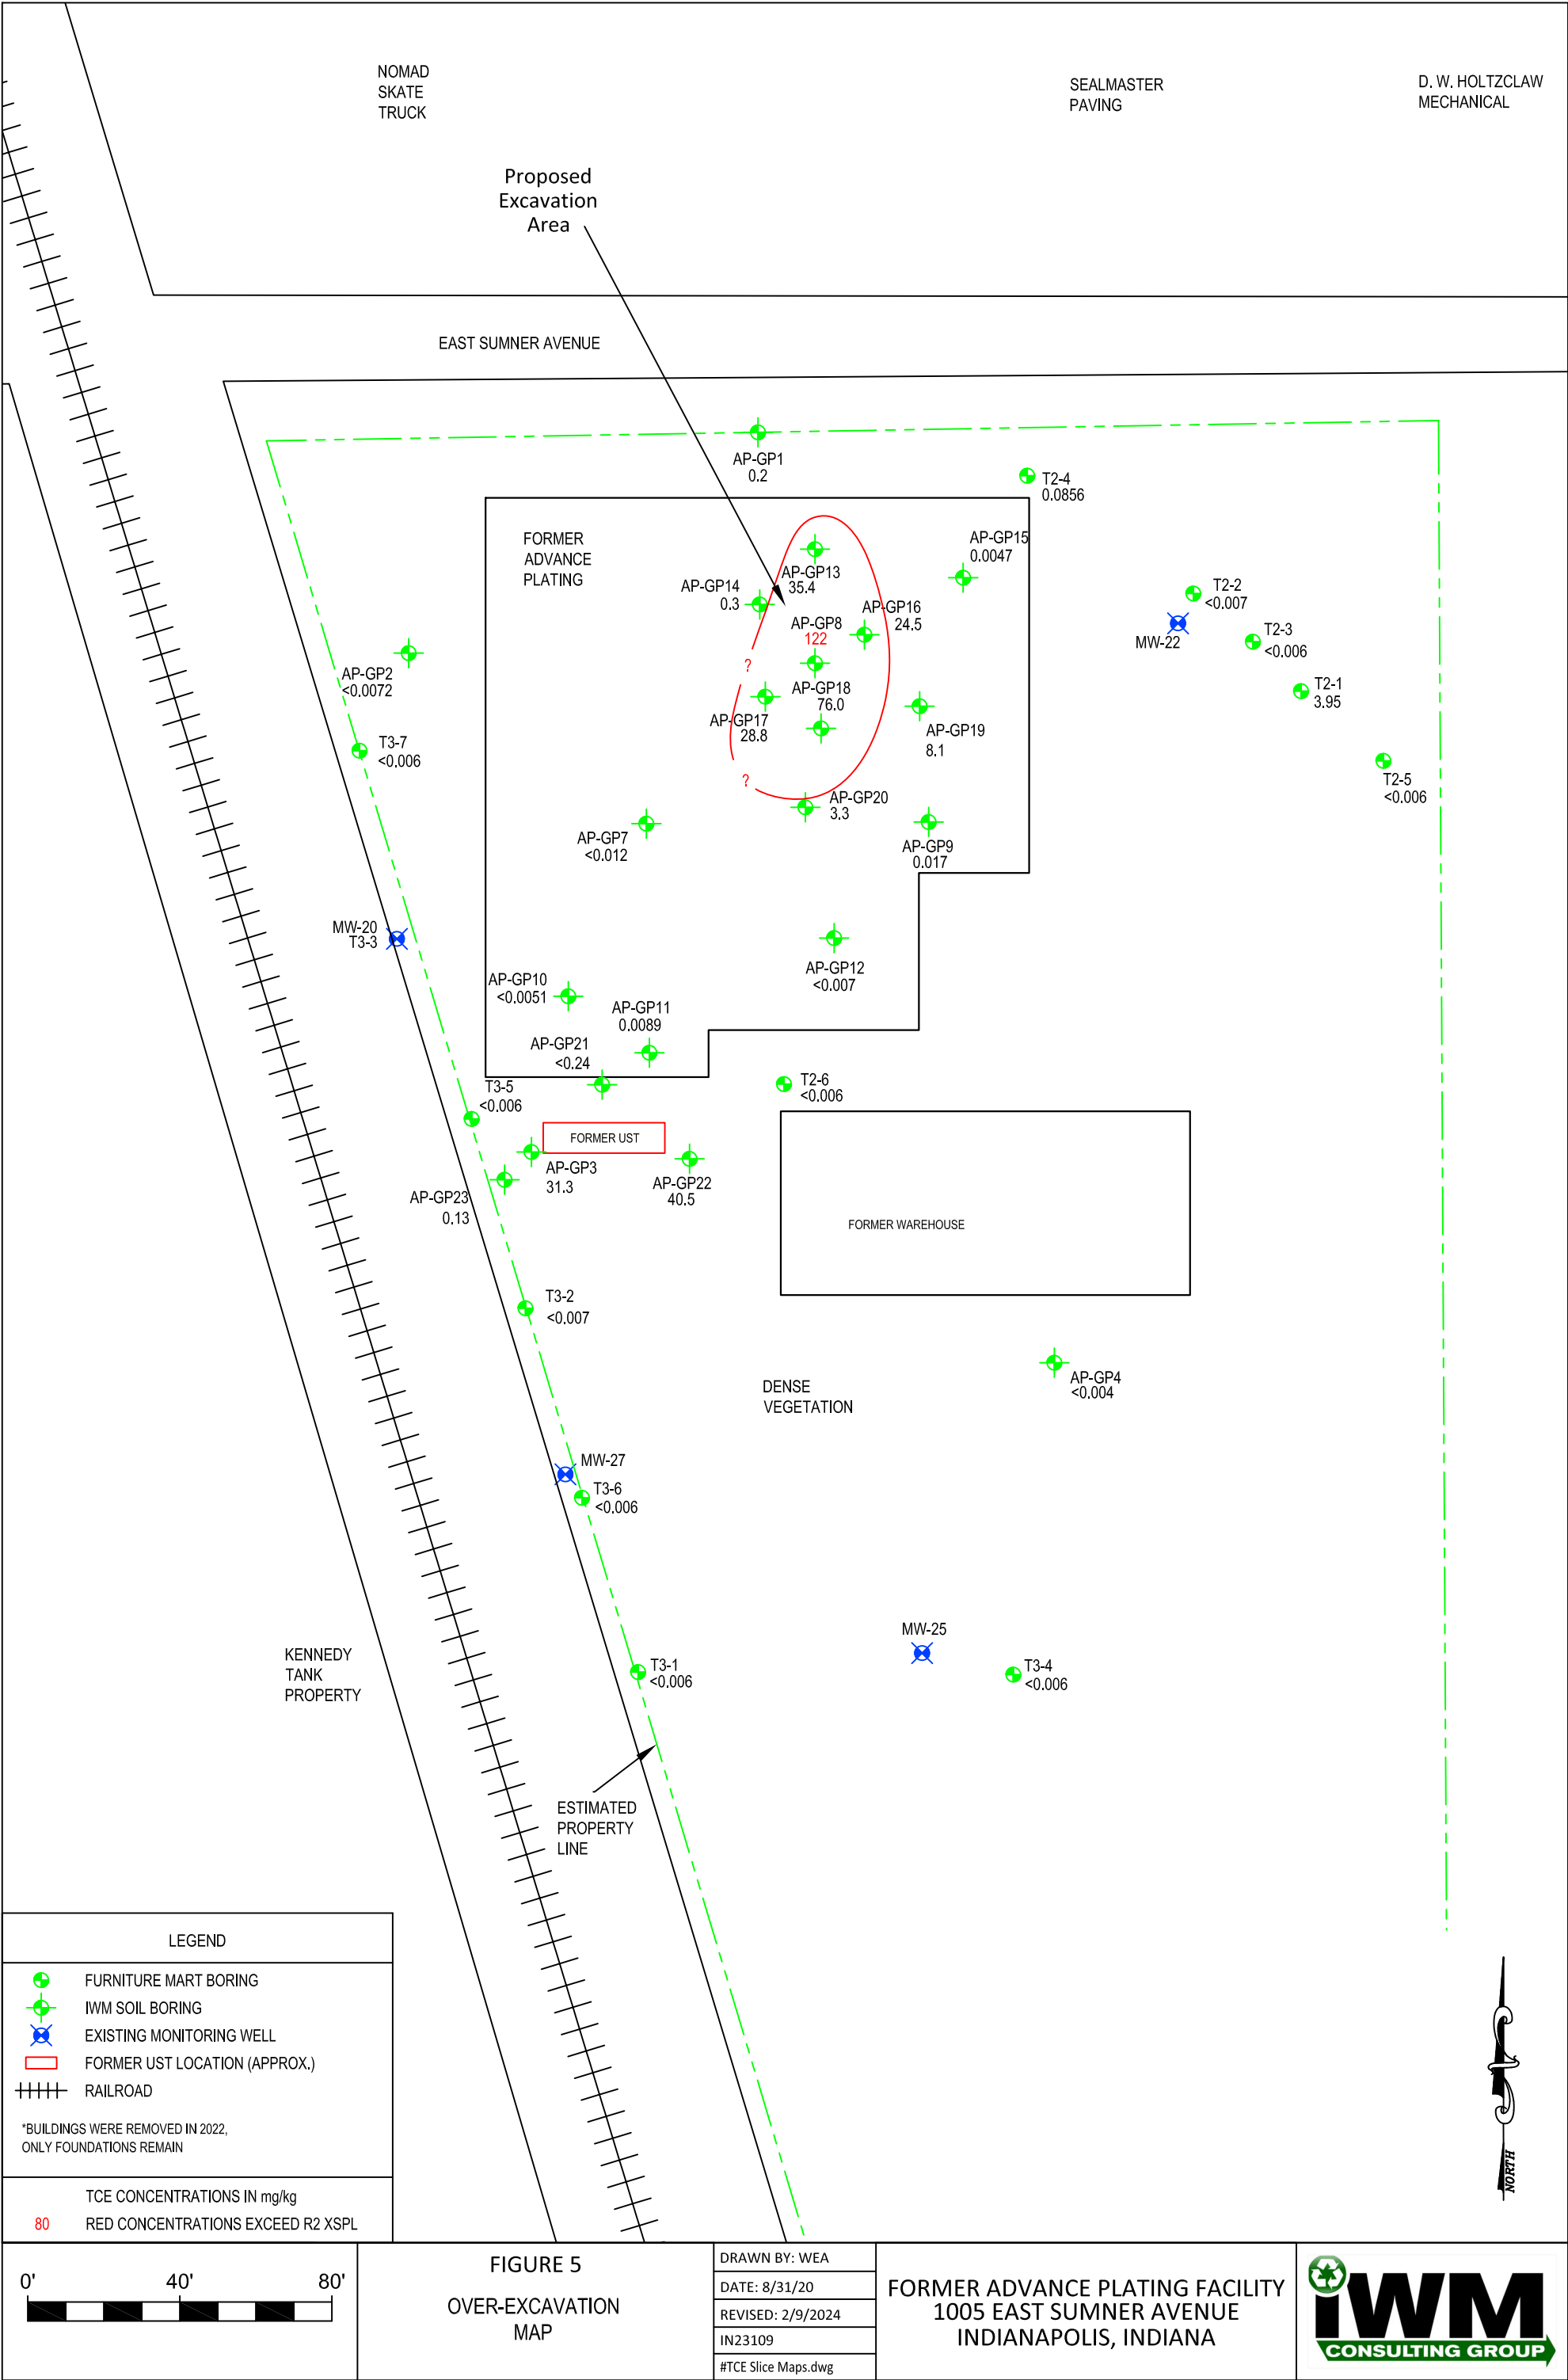 NOMAD
SKATE
TRUCK
SEALMASTER
PAVING
D. W. HOLTZCLAW
MECHANICAL
Proposed
Excavation
Area
EAST SUMNER AVENUE
AP-GP1
0.2
T2-4
0.0856
FORMER
ADVANCE
PLATING
AP-GP15
0.0047
AP-GP13
35.4
AP-GP14
0.3
AP-GP16
24.5
AP-GP8
122
T2-2
<0.007
MW-22
T2-3
<0.006
?
AP-GP2
<0.0072
AP-GP18
76.0
T2-1
3.95
AP-GP17
28.8
AP-GP19
8.1
T3-7
<0.006
?
T2-5
<0.006
AP-GP20
3.3
AP-GP7
<0.012
AP-GP9
0.017
MW-20
T3-3
AP-GP12
<0.007
AP-GP10
<0.0051
AP-GP11
0.0089
AP-GP21
<0.24
T3-5
<0.006
T2-6
<0.006
FORMER UST
AP-GP3
31.3
AP-GP22
40.5
AP-GP23
0.13
FORMER WAREHOUSE
T3-2
<0.007
AP-GP4
<0.004
DENSE
VEGETATION
MW-27
T3-6
<0.006
MW-25
KENNEDY
TANK
PROPERTY
T3-1
<0.006
T3-4
<0.006
ESTIMATED
PROPERTY
LINE
LEGEND
FURNITURE MART BORING
IWM SOIL BORING
EXISTING MONITORING WELL
FORMER UST LOCATION (APPROX.)
RAILROAD
*BUILDINGS WERE REMOVED IN 2022,
ONLY FOUNDATIONS REMAIN
TCE CONCENTRATIONS IN mg/kg
80 RED CONCENTRATIONS EXCEED R2 XSPL
NORTH
0' 40' 80'
FIGURE 5
OVER-EXCAVATION
MAP
DRAWN BY: WEA
DATE: 8/31/20
REVISED: 2/9/2024
IN23109
#TCE Slice Maps.dwg
FORMER ADVANCE PLATING FACILITY
1005 EAST SUMNER AVENUE
INDIANAPOLIS, INDIANA
iWM
CONSULTING GROUP